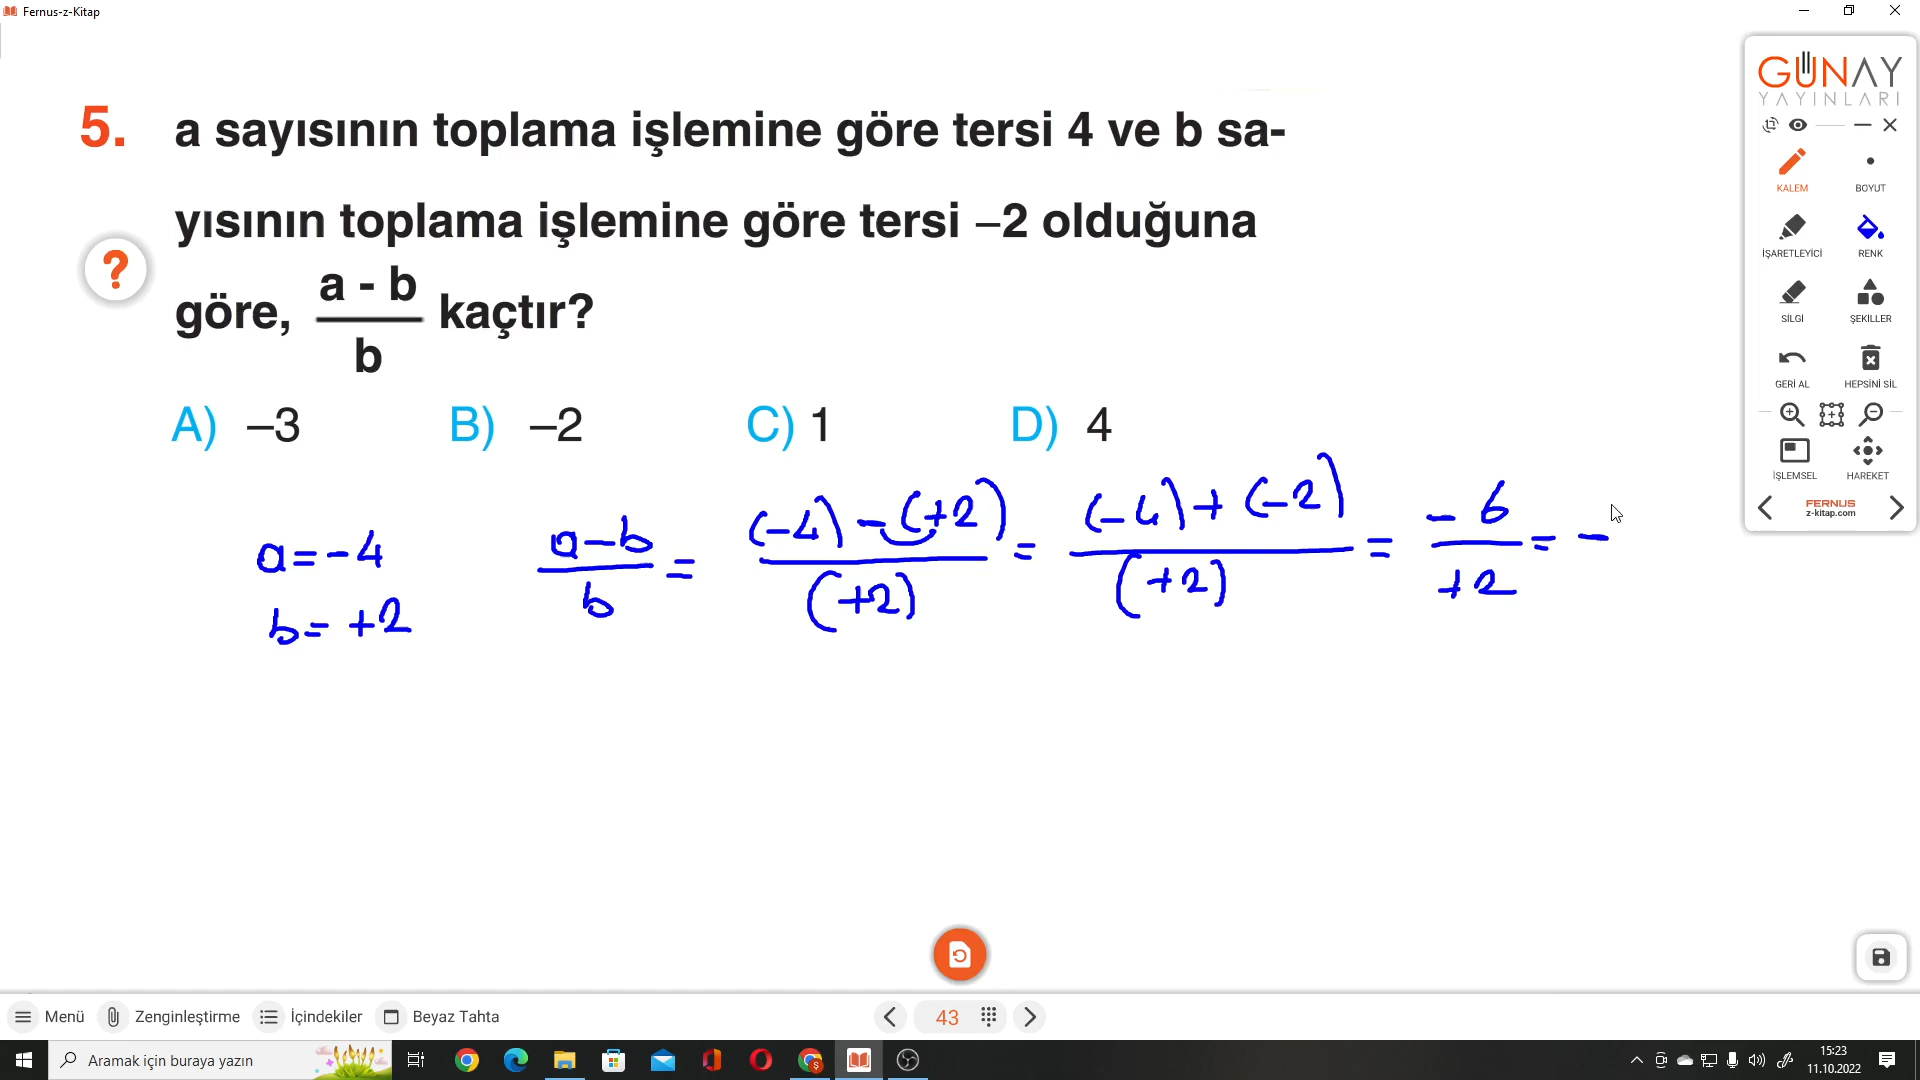 Fernus-z-Kitap
GÜNAY
YAYINLARI
5. a sayısının toplama işlemine göre tersi 4 ve b sa-
yısının toplama işlemine göre tersi –2 olduğuna
göre, a - b / b kaçtır?
A) –3 B) –2 C) 1 D) 4
a = -4
b = +2
a-b / b = (-4) - (+2) / (+2) = (-4) + (-2) / (+2) = -6 / +2 = -
KALEM BOYUT
İŞARETLEYİCİ RENK
SİLGİ ŞEKİLLER
GERİ AL HEPSİNİ SİL
İŞLEMSEL HAREKET
FERNUS
z-kitap.com
Menü Zenginleştirme İçindekiler Beyaz Tahta 43
Aramak için buraya yazın
15:23
11.10.2022